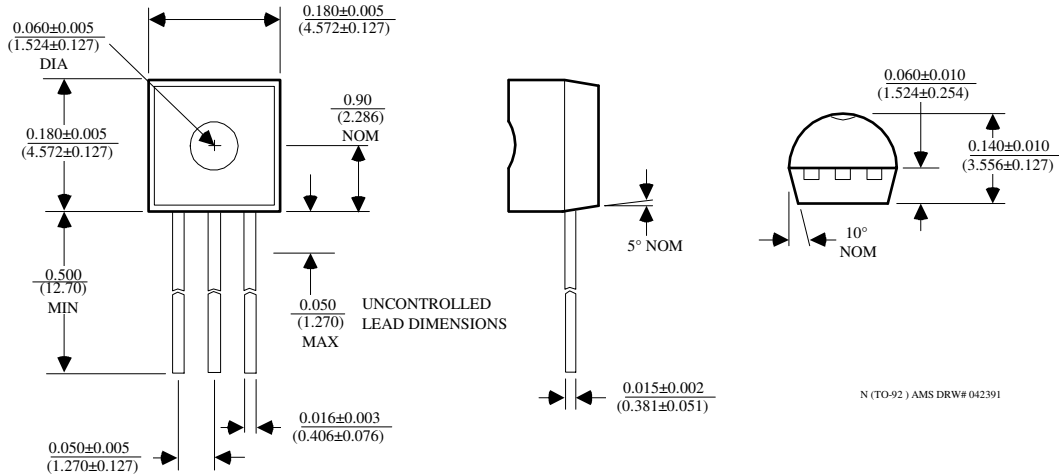 0.060±0.005
(1.524±0.127)
DIA
0.180±0.005
(4.572±0.127)
0.180±0.005
(4.572±0.127)
0.90
(2.286)
NOM
0.500
(12.70)
MIN
0.050
(1.270)
MAX
UNCONTROLLED
LEAD DIMENSIONS
0.016±0.003
(0.406±0.076)
0.050±0.005
(1.270±0.127)
5° NOM
0.015±0.002
(0.381±0.051)
0.060±0.010
(1.524±0.254)
0.140±0.010
(3.556±0.127)
10°
NOM
N (TO-92 ) AMS DRW# 042391